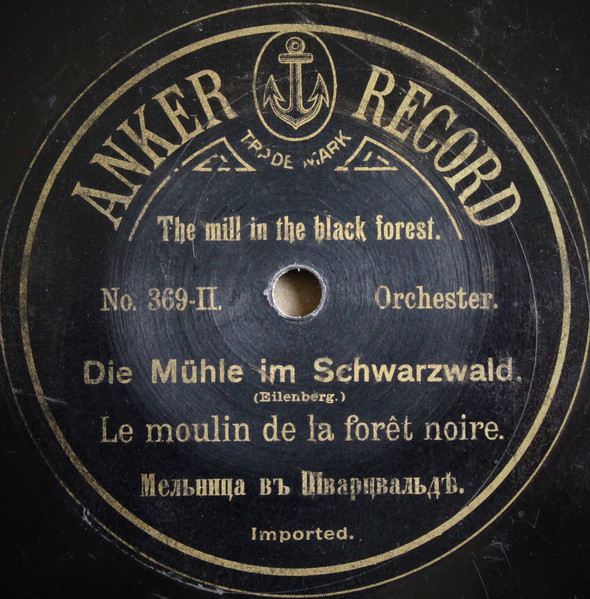 ANKER RECORD
TRADE MARK
The mill in the black forest.
No. 369-II. Orchester.
Die Mühle im Schwarzwald.
(Eilenberg.)
Le moulin de la forêt noire.
Мельница въ Шварцвальдѣ.
Imported.